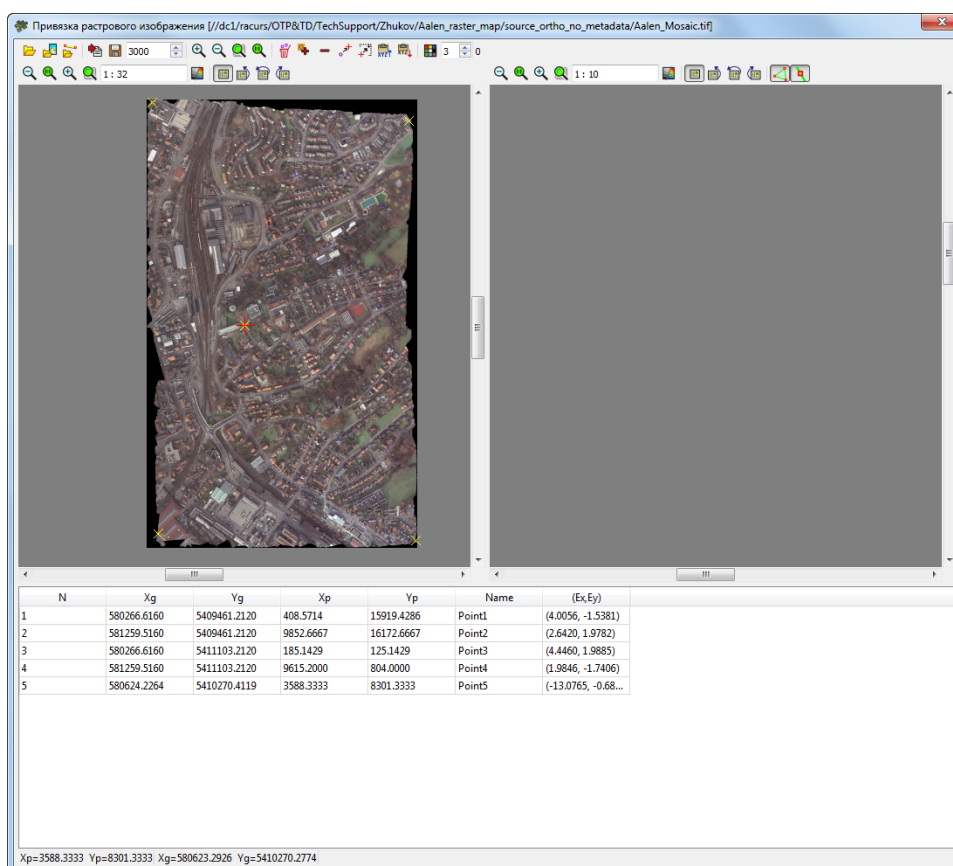 Привязка растрового изображения [//dc1/racurs/OTP&TD/TechSupport/Zhukov/Aalen_raster_map/source_ortho_no_metadata/Aalen_Mosaic.tif]
3000 XYZ↑ XYZ↓ 3 0
1 : 32 1 : 10
N Xg Yg Xp Yp Name (Ex,Ey)
1 580266.6160 5409461.2120 408.5714 15919.4286 Point1 (4.0056, -1.5381)
2 581259.5160 5409461.2120 9852.6667 16172.6667 Point2 (2.6420, 1.9782)
3 580266.6160 5411103.2120 185.1429 125.1429 Point3 (4.4460, 1.9885)
4 581259.5160 5411103.2120 9615.2000 804.0000 Point4 (1.9846, -1.7406)
5 580624.2264 5410270.4119 3588.3333 8301.3333 Point5 (-13.0765, -0.68...
Xp=3588.3333 Yp=8301.3333 Xg=580623.2926 Yg=5410270.2774